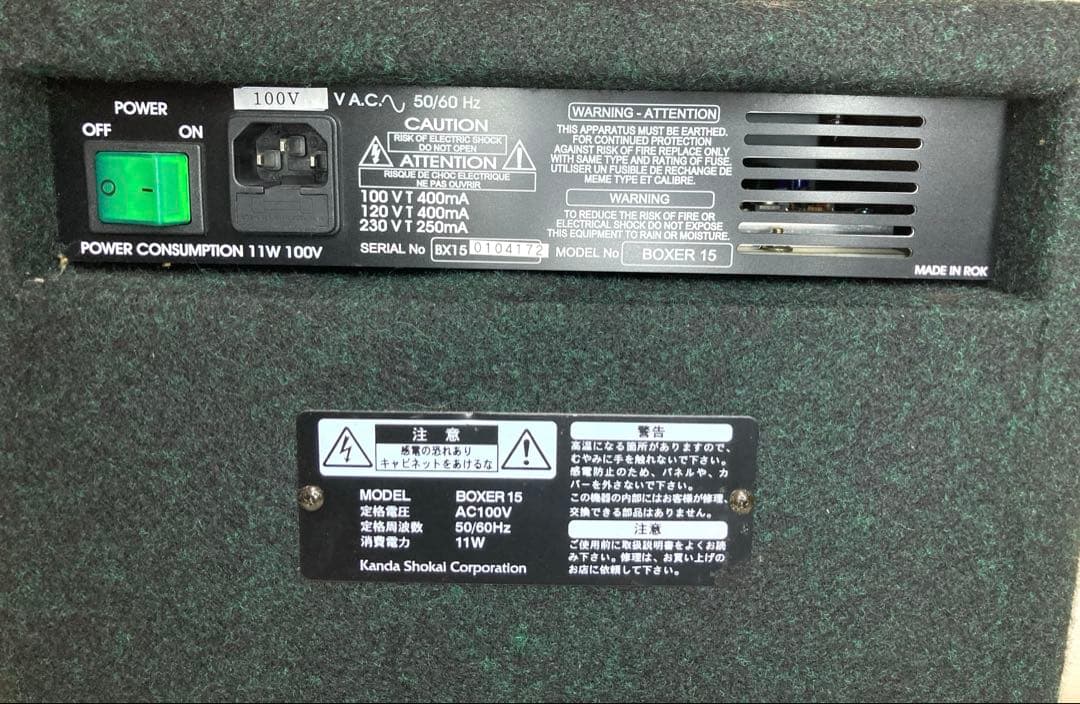 POWER
OFF ON
100V V A.C. 50/60 Hz
CAUTION
RISK OF ELECTRIC SHOCK
DO NOT OPEN
ATTENTION
RISQUE DE CHOC ELECTRIQUE
NE PAS OUVRIR
100 V T 400mA
120 V T 400mA
230 V T 250mA
POWER CONSUMPTION 11W 100V
SERIAL No BX15 0104172
MODEL No BOXER 15
WARNING - ATTENTION
THIS APPARATUS MUST BE EARTHED.
FOR CONTINUED PROTECTION
AGAINST RISK OF FIRE REPLACE ONLY
WITH SAME TYPE AND RATING OF FUSE.
UTILISER UN FUSIBLE DE RECHANGE DE
MEME TYPE ET CALIBRE.
WARNING
TO REDUCE THE RISK OF FIRE OR
ELECTRICAL SHOCK DO NOT EXPOSE
THIS EQUIPMENT TO RAIN OR MOISTURE.
MADE IN ROK
注意
感電の恐れあり
キャビネットをあけるな
MODEL BOXER 15
定格電圧 AC100V
定格周波数 50/60Hz
消費電力 11W
Kanda Shokai Corporation
警告
高温になる箇所がありますので、
むやみに手を触れないで下さい。
感電防止のため、パネルや、カ
バーを外さないで下さい。
この機器の内部にはお客様が修理、
交換できる部品はありません。
注意
ご使用前に取扱説明書をよくお読
み下さい。修理は、お買い上げの
お店に依頼して下さい。